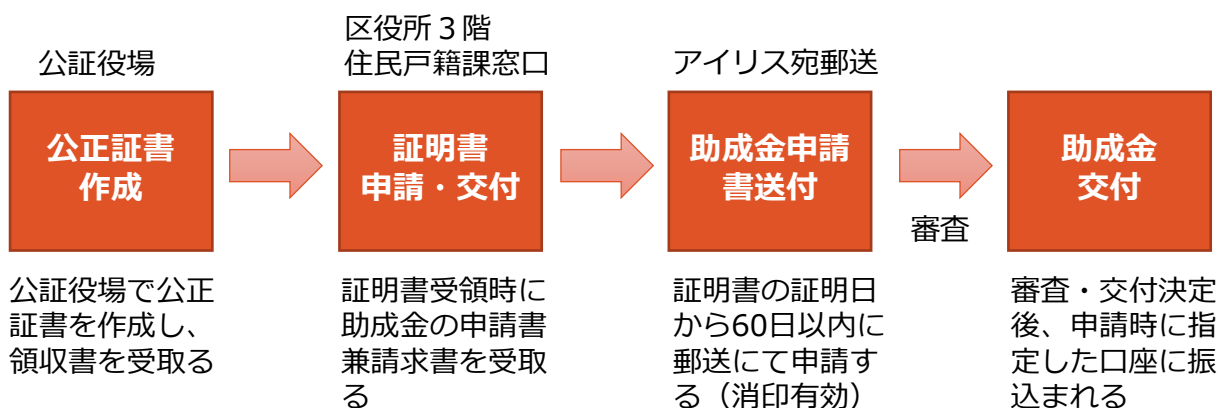 公証役場
公正証書
作成
公証役場で公正
証書を作成し、
領収書を受取る
区役所３階
住民戸籍課窓口
証明書
申請・交付
証明書受領時に
助成金の申請書
兼請求書を受取
る
アイリス宛郵送
助成金申請
書送付
証明書の証明日
から60日以内に
郵送にて申請す
る（消印有効）
審査
助成金
交付
審査・交付決定
後、申請時に指
定した口座に振
込まれる